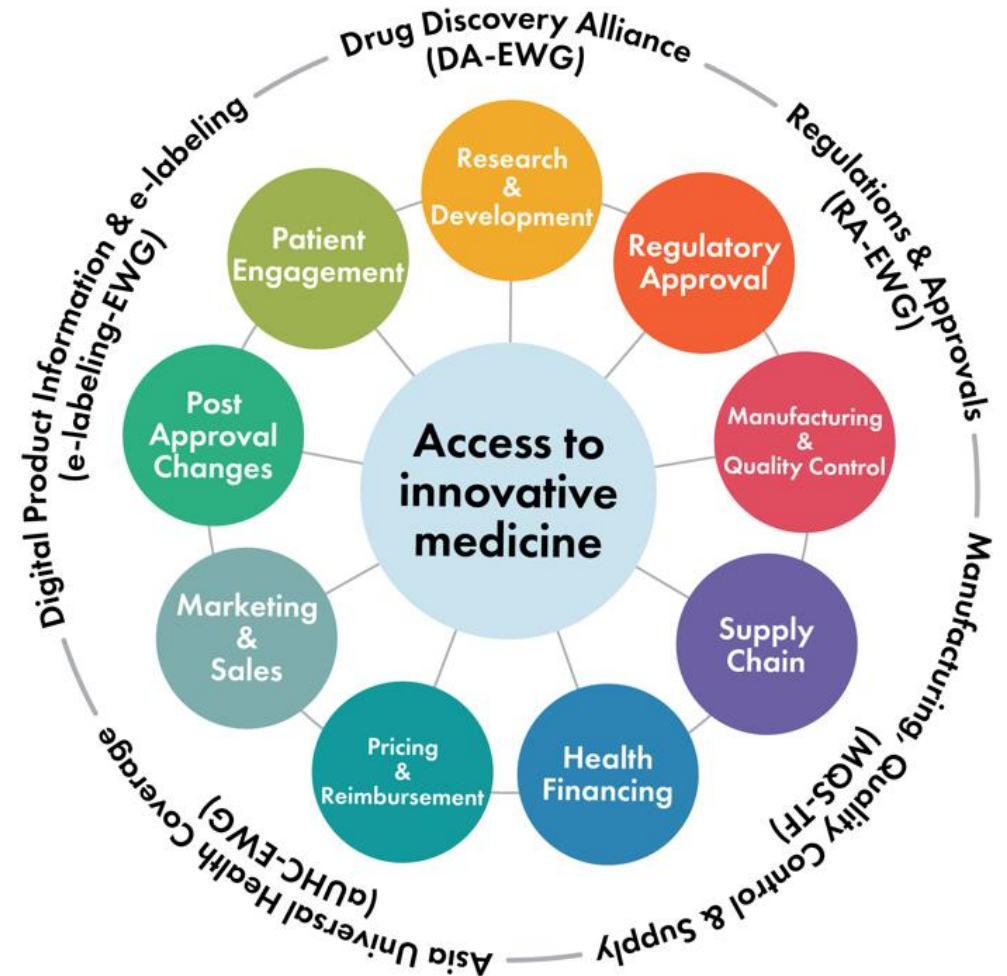 Drug Discovery Alliance
(DA-EWG)
Regulations & Approvals
(RA-EWG)
Manufacturing, Quality Control & Supply
(MQS-TF)
Asia Universal Health Coverage
(aUHC-EWG)
Digital Product Information & e-labeling
(e-labeling-EWG)
Research
&
Development
Regulatory
Approval
Manufacturing
&
Quality Control
Supply
Chain
Health
Financing
Pricing
&
Reimbursement
Marketing
&
Sales
Post
Approval
Changes
Patient
Engagement
Access to
innovative
medicine